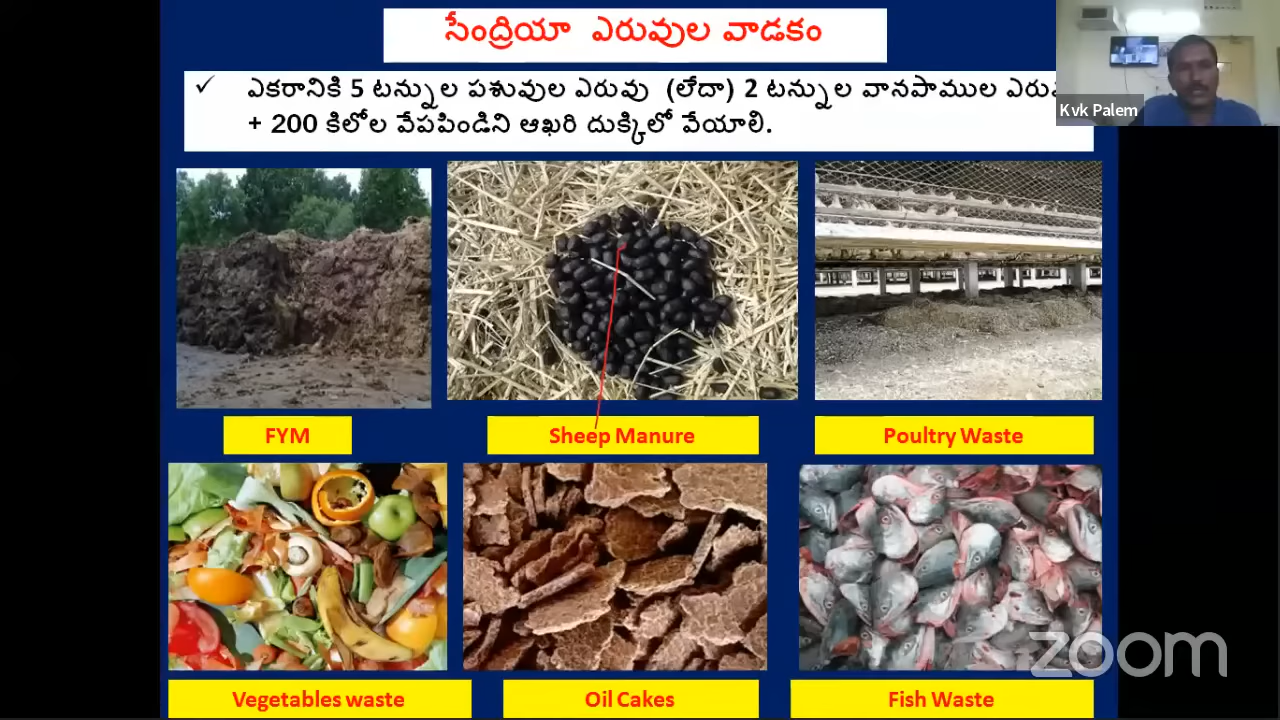 సేంద్రియా ఎరువుల వాడకం
✓ ఎకరానికి 5 టన్నుల పశువుల ఎరువు (లేదా) 2 టన్నుల వానపాముల
+ 200 కిలోల వేపపిండిని ఆఖరి దుక్కిలో వేయాలి.
Kvk Palem
FYM
Sheep Manure
Poultry Waste
Vegetables waste
Oil Cakes
Fish Waste
zoom